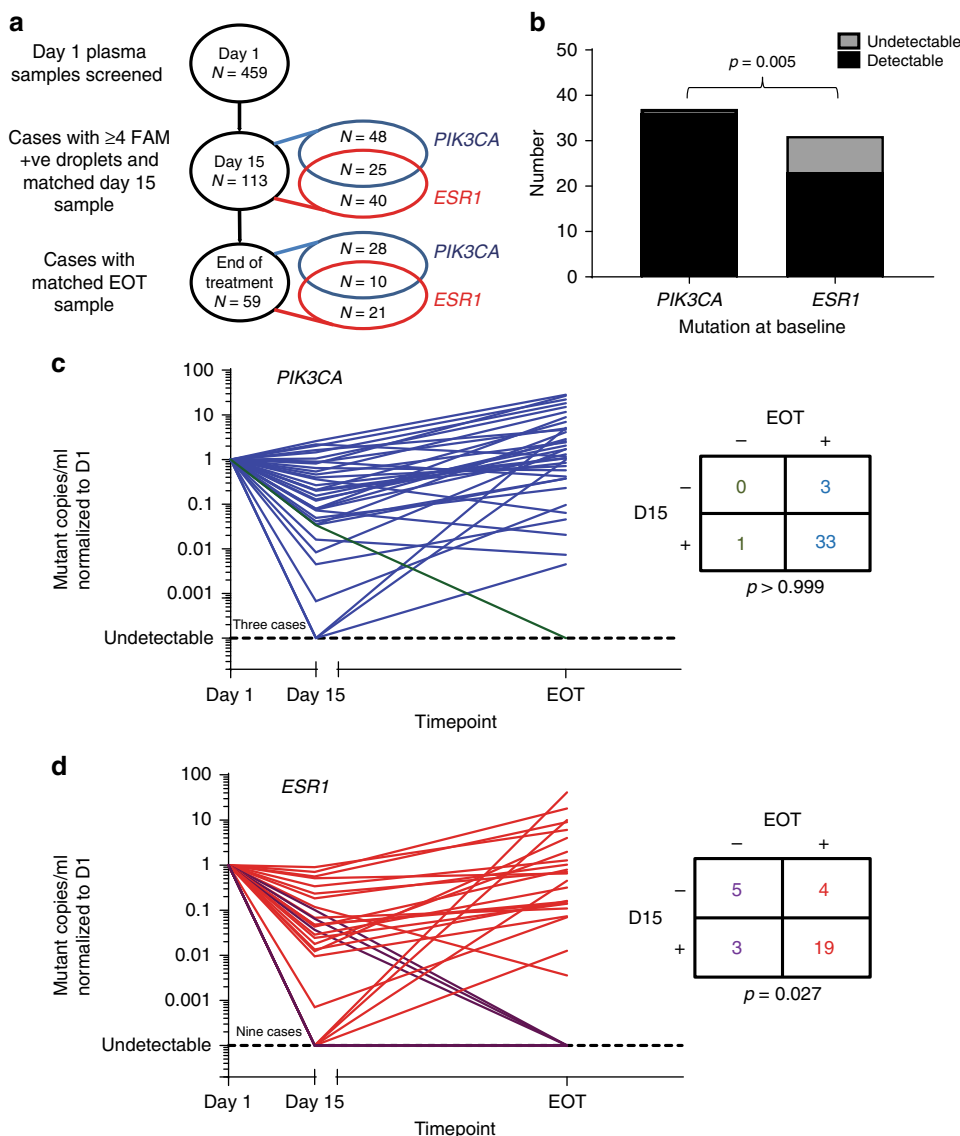 a
Day 1 plasma
samples screened
Day 1
N = 459
Cases with ≥4 FAM
+ve droplets and
matched day 15
sample
Day 15
N = 113
N = 48
N = 25
N = 40
PIK3CA
ESR1
Cases with
matched EOT
sample
End of
treatment
N = 59
N = 28
N = 10
N = 21
PIK3CA
ESR1
b
Undetectable
Detectable
p = 0.005
50
40
30
20
10
0
Number
PIK3CA
ESR1
Mutation at baseline
c
PIK3CA
Mutant copies/ml
normalized to D1
100
10
1
0.1
0.01
0.001
Undetectable
Three cases
Day 1
Day 15
EOT
Timepoint
EOT
− +
D15
− 0 3
+ 1 33
p > 0.999
d
ESR1
Mutant copies/ml
normalized to D1
100
10
1
0.1
0.01
0.001
Undetectable
Nine cases
Day 1
Day 15
EOT
Timepoint
EOT
− +
D15
− 5 4
+ 3 19
p = 0.027